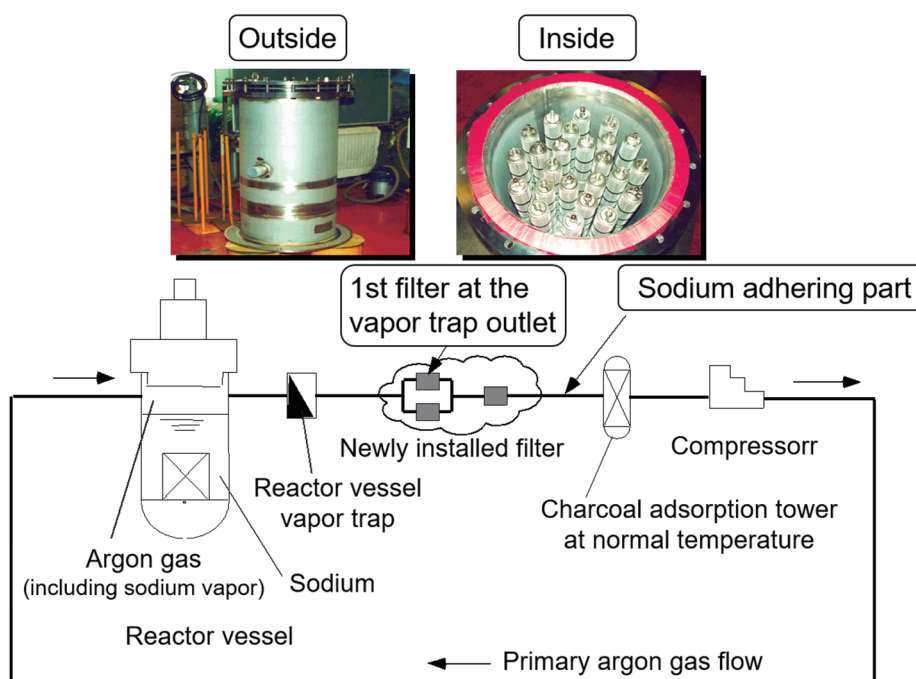 Outside
Inside
1st filter at the
vapor trap outlet
Sodium adhering part
Newly installed filter
Compressorr
Reactor vessel
vapor trap
Charcoal adsorption tower
at normal temperature
Argon gas
(including sodium vapor)
Sodium
Reactor vessel
Primary argon gas flow